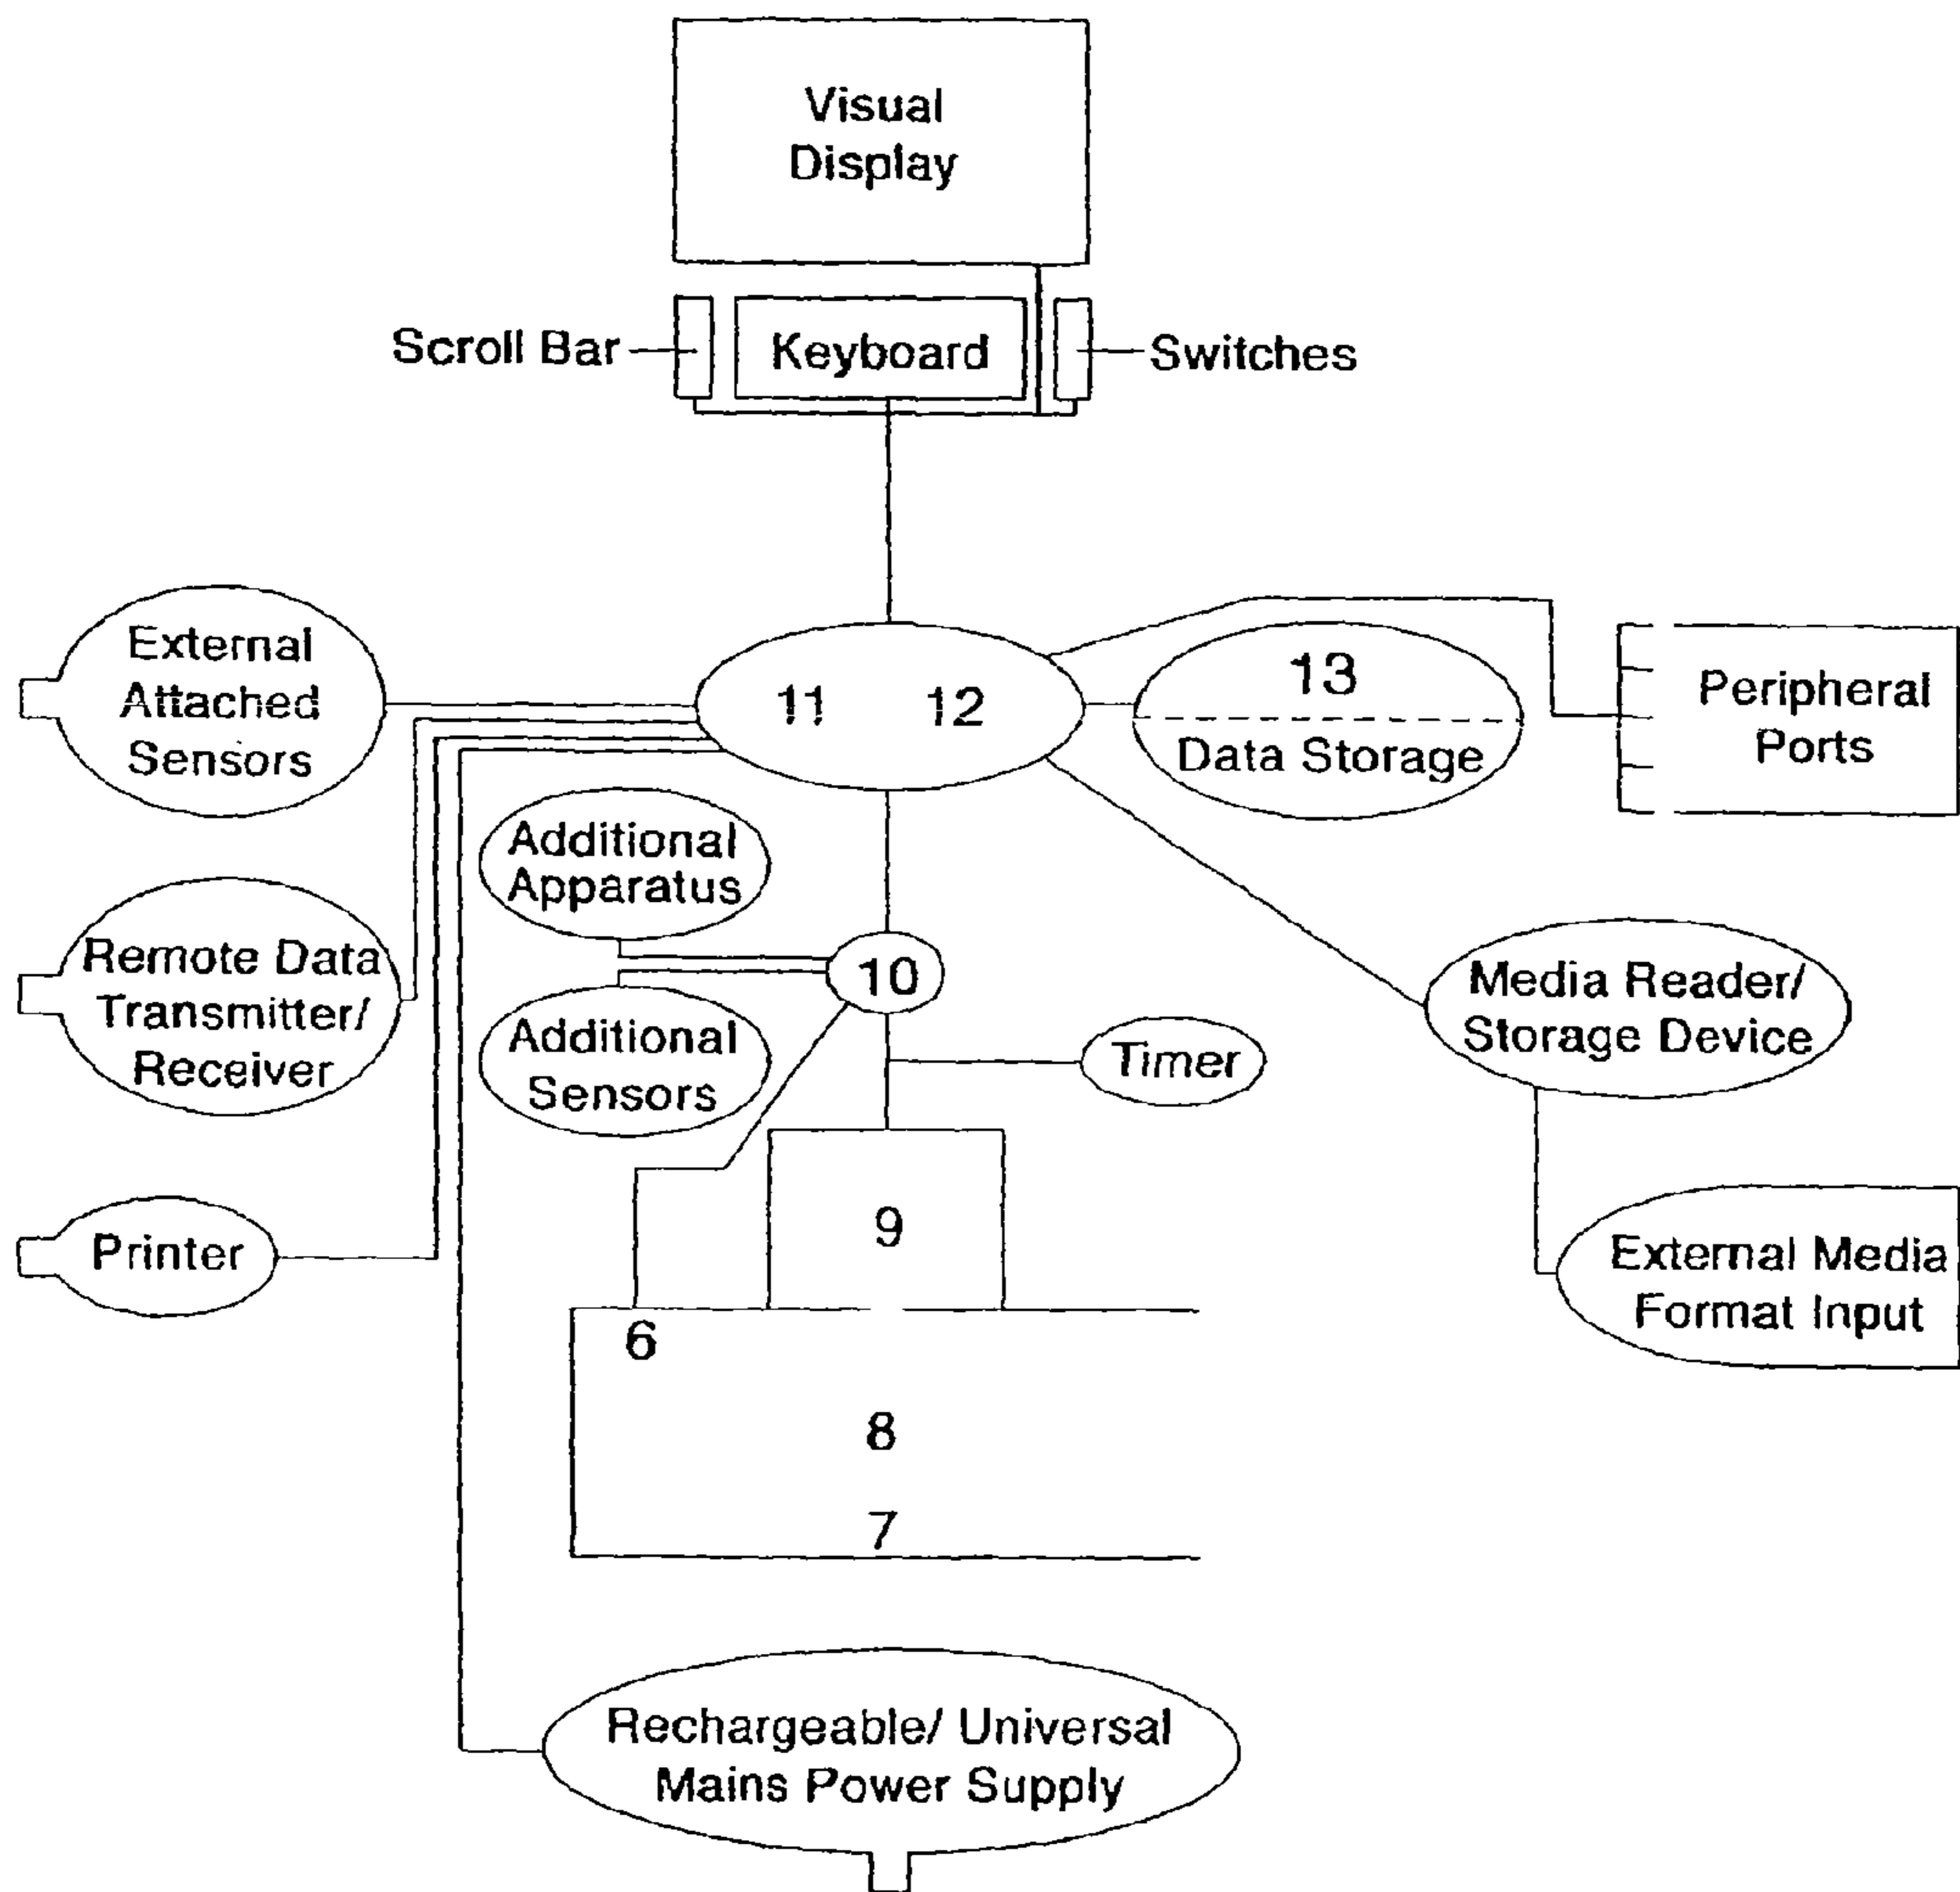 Visual
Display
Scroll Bar
Keyboard
Switches
External
Attached
Sensors
11 12
13
Data Storage
Peripheral
Ports
Additional
Apparatus
Remote Data
Transmitter/
Receiver
10
Media Reader/
Storage Device
Additional
Sensors
Timer
Printer
9
External Media
Format Input
6
8
7
Rechargeable/ Universal
Mains Power Supply